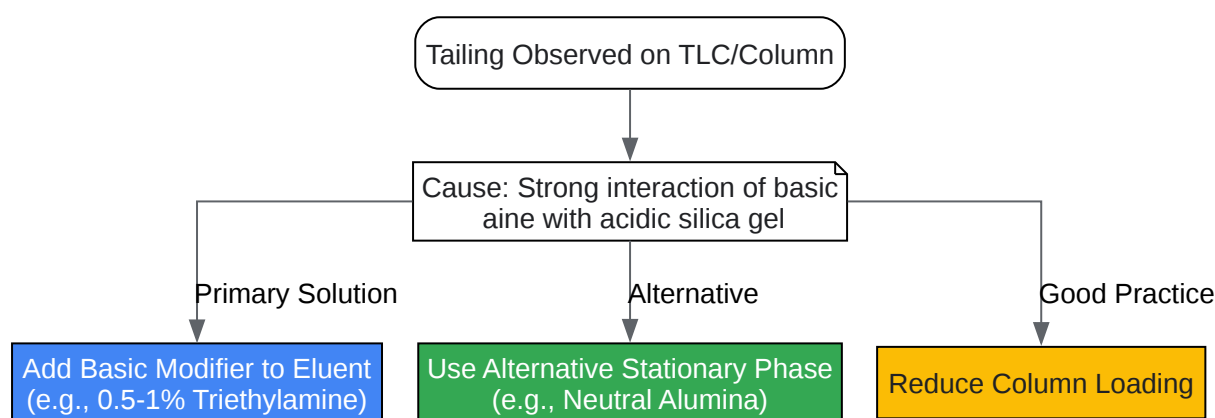 Tailing Observed on TLC/Column
Cause: Strong interaction of basic
aine with acidic silica gel
Primary Solution
Alternative
Good Practice
Add Basic Modifier to Eluent
(e.g., 0.5-1% Triethylamine)
Use Alternative Stationary Phase
(e.g., Neutral Alumina)
Reduce Column Loading